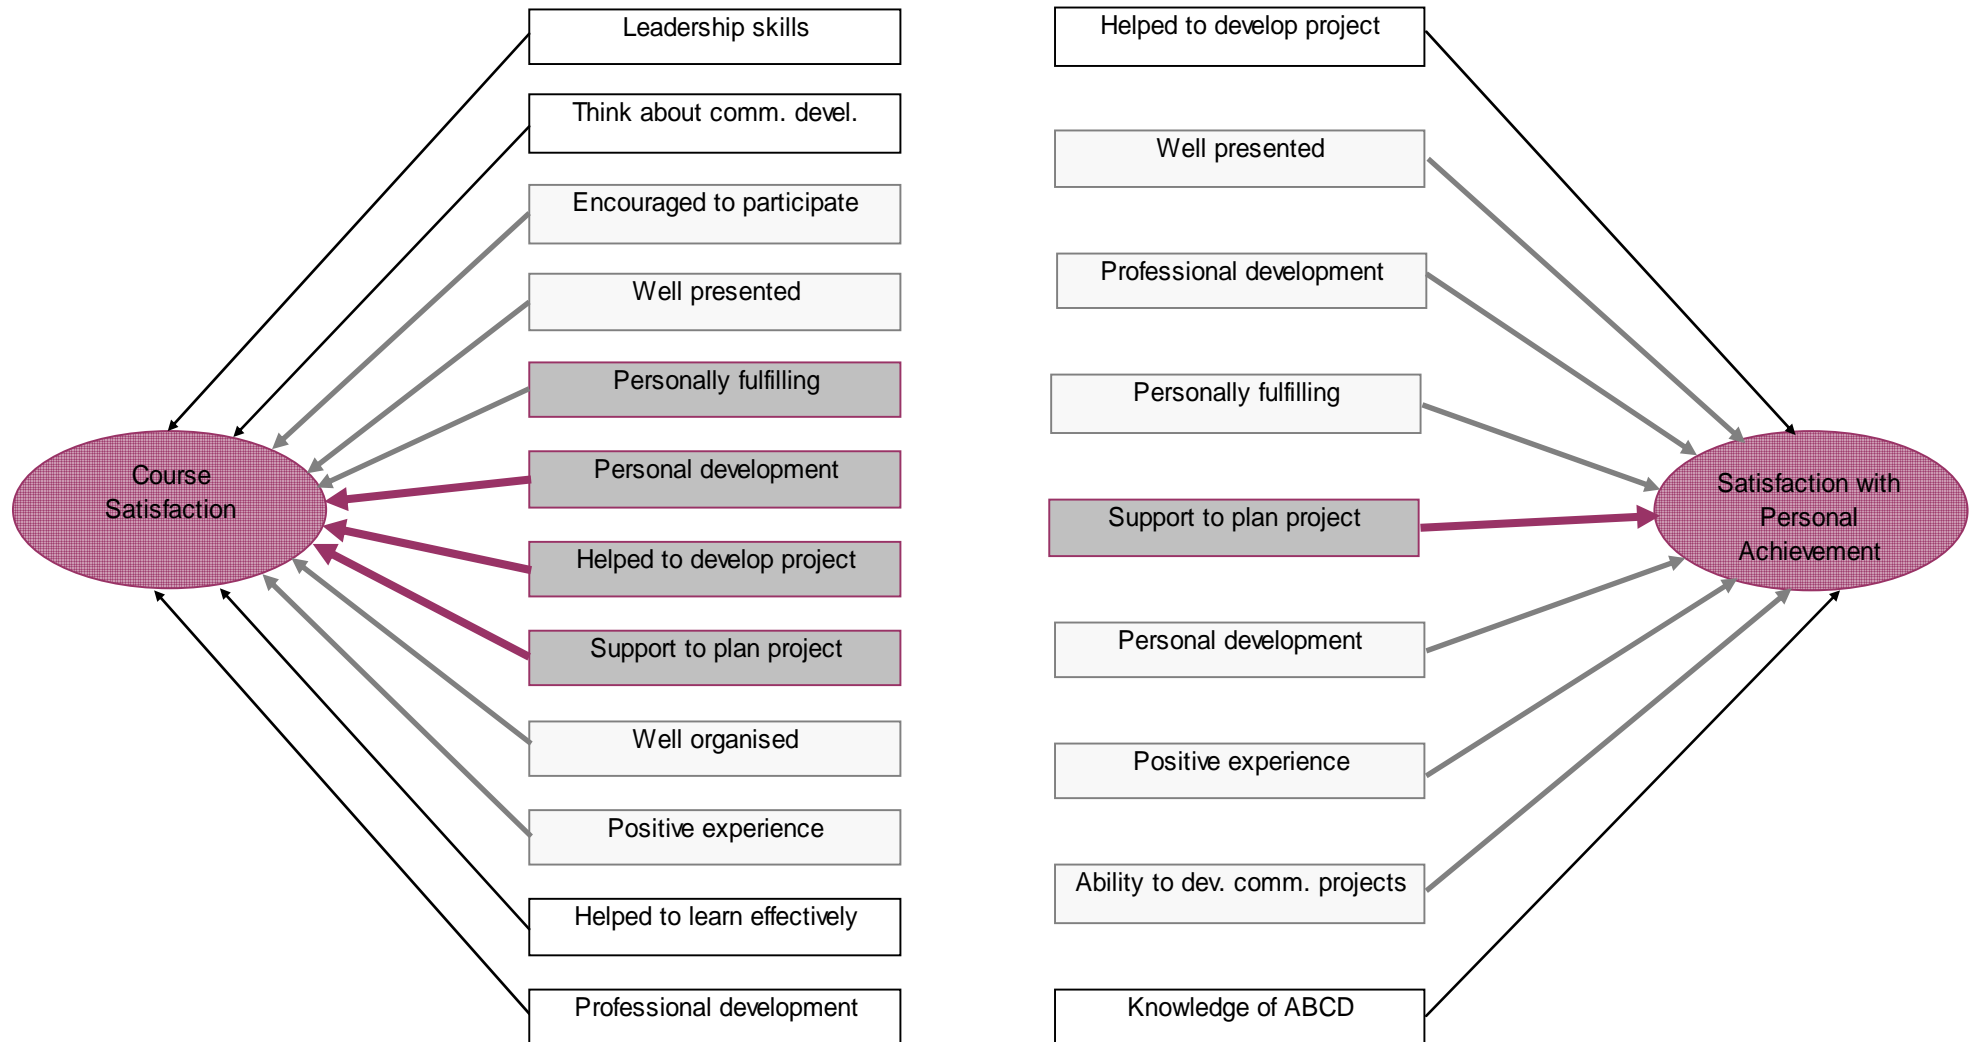 Leadership skills
Think about comm. devel.
Encouraged to participate
Well presented
Personally fulfilling
Personal development
Helped to develop project
Support to plan project
Well organised
Positive experience
Helped to learn effectively
Professional development
Course
Satisfaction
Helped to develop project
Well presented
Professional development
Personally fulfilling
Support to plan project
Personal development
Positive experience
Ability to dev. comm. projects
Knowledge of ABCD
Satisfaction with
Personal
Achievement